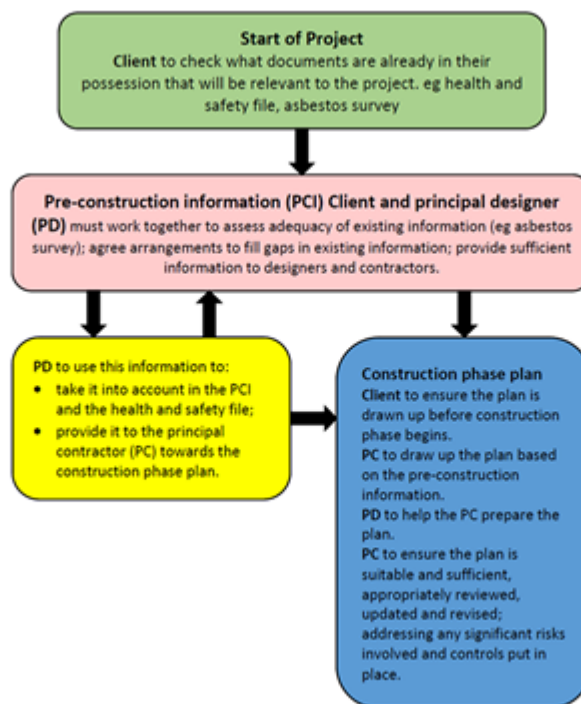 Start of Project
Client to check what documents are already in their
possession that will be relevant to the project. eg health and
safety file, asbestos survey
Pre-construction information (PCI) Client and principal designer
(PD) must work together to assess adequacy of existing information (eg asbestos
survey); agree arrangements to fill gaps in existing information; provide sufficient
information to designers and contractors.
PD to use this information to:
• take it into account in the PCI
and the health and safety file;
• provide it to the principal
contractor (PC) towards the
construction phase plan.
Construction phase plan
Client to ensure the plan is
drawn up before construction
phase begins.
PC to draw up the plan based
on the pre-construction
information.
PD to help the PC prepare the
plan.
PC to ensure the plan is
suitable and sufficient,
appropriately reviewed,
updated and revised;
addressing any significant risks
involved and controls put in
place.